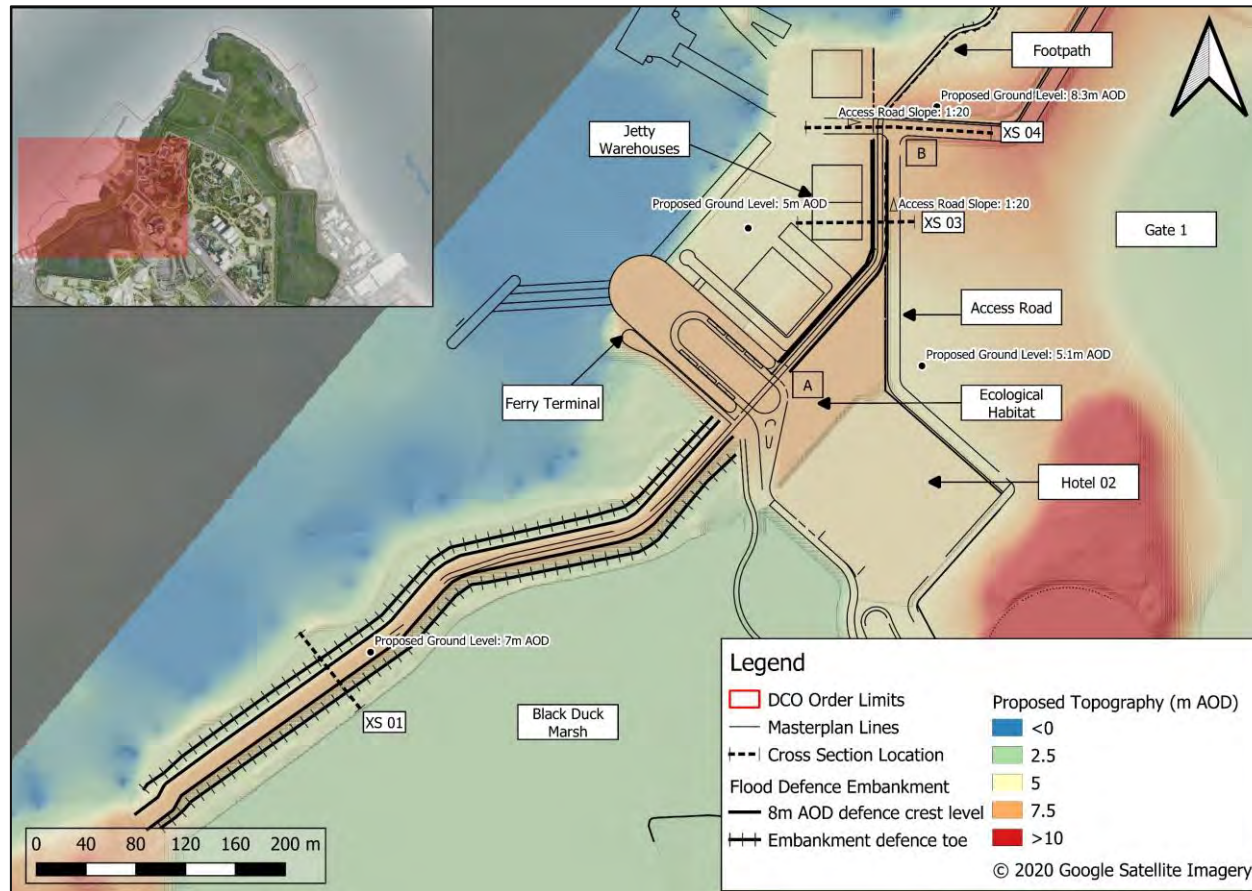 Footpath
Proposed Ground Level: 8.3m AOD
Access Road Slope: 1:20
XS 04
Jetty
Warehouses
B
Proposed Ground Level: 5m AOD
Access Road Slope: 1:20
XS 03
Gate 1
Access Road
Proposed Ground Level: 5.1m AOD
A
Ferry Terminal
Ecological
Habitat
Hotel 02
Proposed Ground Level: 7m AOD
XS 01
Black Duck
Marsh
Legend
DCO Order Limits
Masterplan Lines
Cross Section Location
Flood Defence Embankment
8m AOD defence crest level
Embankment defence toe
Proposed Topography (m AOD)
<0
2.5
5
7.5
>10
© 2020 Google Satellite Imagery
0 40 80 120 160 200 m